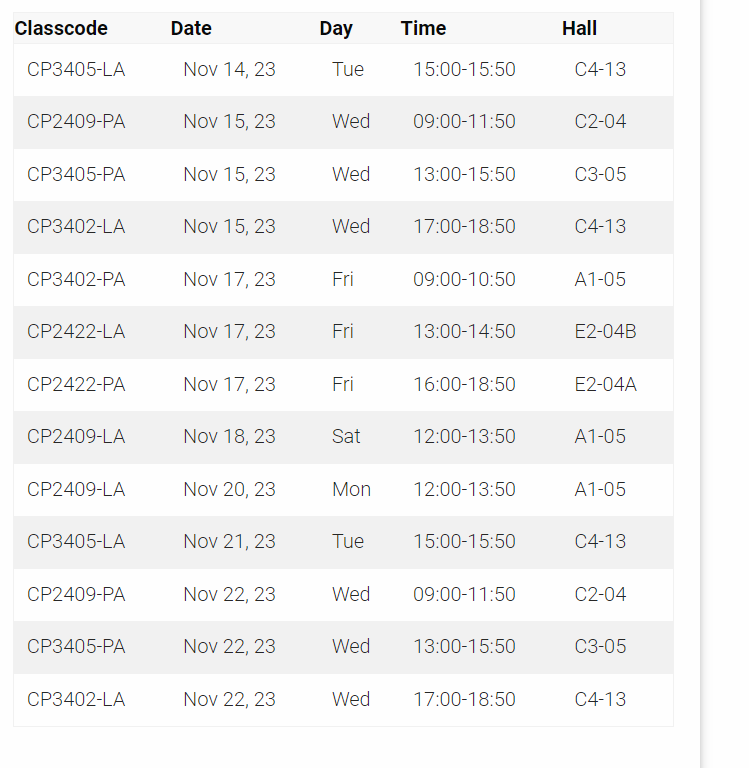 Classcode Date Day Time Hall
CP3405-LA Nov 14, 23 Tue 15:00-15:50 C4-13
CP2409-PA Nov 15, 23 Wed 09:00-11:50 C2-04
CP3405-PA Nov 15, 23 Wed 13:00-15:50 C3-05
CP3402-LA Nov 15, 23 Wed 17:00-18:50 C4-13
CP3402-PA Nov 17, 23 Fri 09:00-10:50 A1-05
CP2422-LA Nov 17, 23 Fri 13:00-14:50 E2-04B
CP2422-PA Nov 17, 23 Fri 16:00-18:50 E2-04A
CP2409-LA Nov 18, 23 Sat 12:00-13:50 A1-05
CP2409-LA Nov 20, 23 Mon 12:00-13:50 A1-05
CP3405-LA Nov 21, 23 Tue 15:00-15:50 C4-13
CP2409-PA Nov 22, 23 Wed 09:00-11:50 C2-04
CP3405-PA Nov 22, 23 Wed 13:00-15:50 C3-05
CP3402-LA Nov 22, 23 Wed 17:00-18:50 C4-13